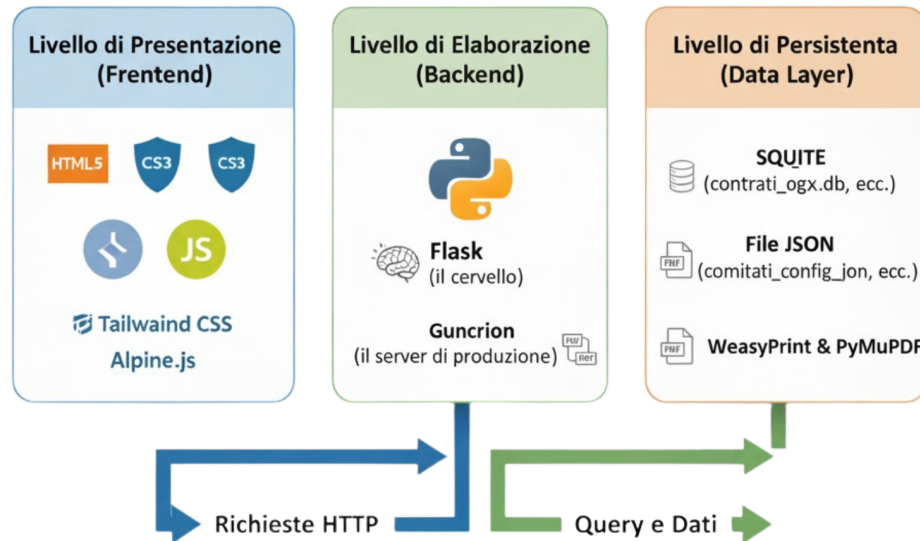 Livello di Presentazione
(Frentend)
HTML5
CS3
CS3
JS
Tailwaind CSS
Alpine.js
Livello di Elaborazione
(Backend)
Flask
(il cervello)
Guncrion
(il server di produzione)
Livello di Persistenta
(Data Layer)
SQUITE
(contrati_ogx.db, ecc.)
File JSON
(comitati_config_jon, ecc.)
WeasyPrint & PyMuPDF
Richieste HTTP
Query e Dati